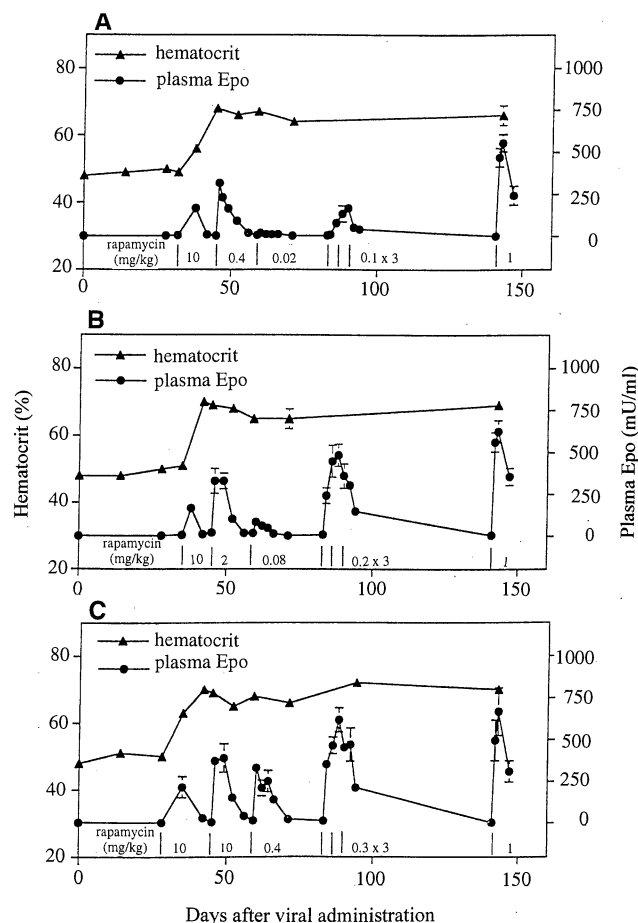 A
hematocrit
plasma Epo
80
60
40
20
1000
750
500
250
0
rapamycin
(mg/kg)
10
0.4
0.02
0.1 x 3
1
0
50
100
150
B
hematocrit
plasma Epo
80
60
40
20
1000
750
500
250
0
rapamycin
(mg/kg)
10
2
0.08
0.2 x 3
1
0
50
100
150
Hematocrit (%)
Plasma Epo (mU/ml)
C
hematocrit
plasma Epo
80
60
40
20
1000
750
500
250
0
rapamycin
(mg/kg)
10
10
0.4
0.3 x 3
1
0
50
100
150
Days after viral administration